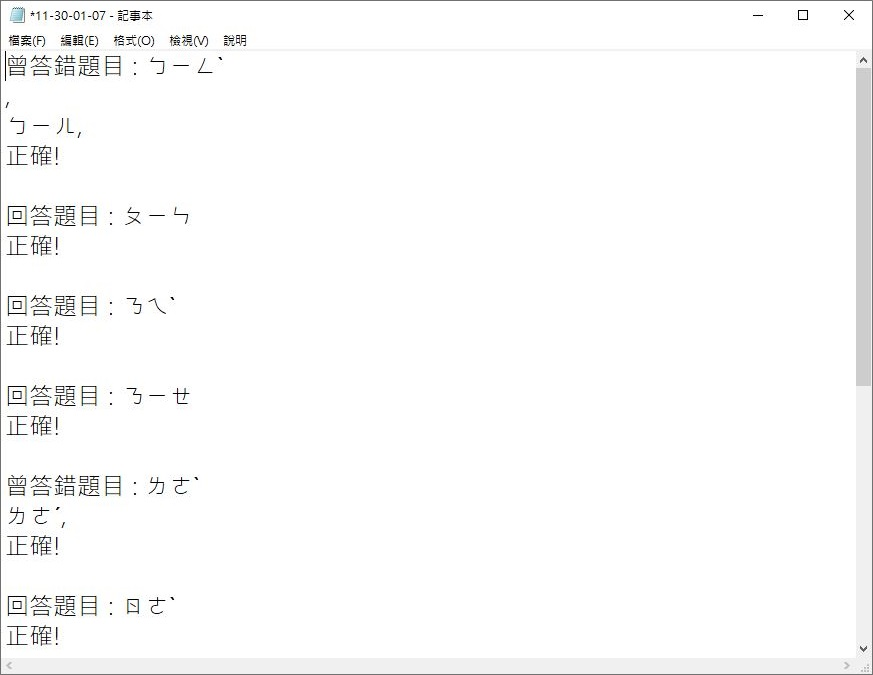 *11-30-01-07 - 記事本
檔案(F) 編輯(E) 格式(O) 檢視(V) 說明
曾答錯題目：ㄅㄧㄥˋ
,
ㄅㄧㄦ,
正確!
回答題目：ㄆㄧㄣ
正確!
回答題目：ㄋㄟˋ
正確!
回答題目：ㄋㄧㄝ
正確!
曾答錯題目：ㄌㄜˋ
ㄌㄜˊ,
正確!
回答題目：ㄖㄜˋ
正確!